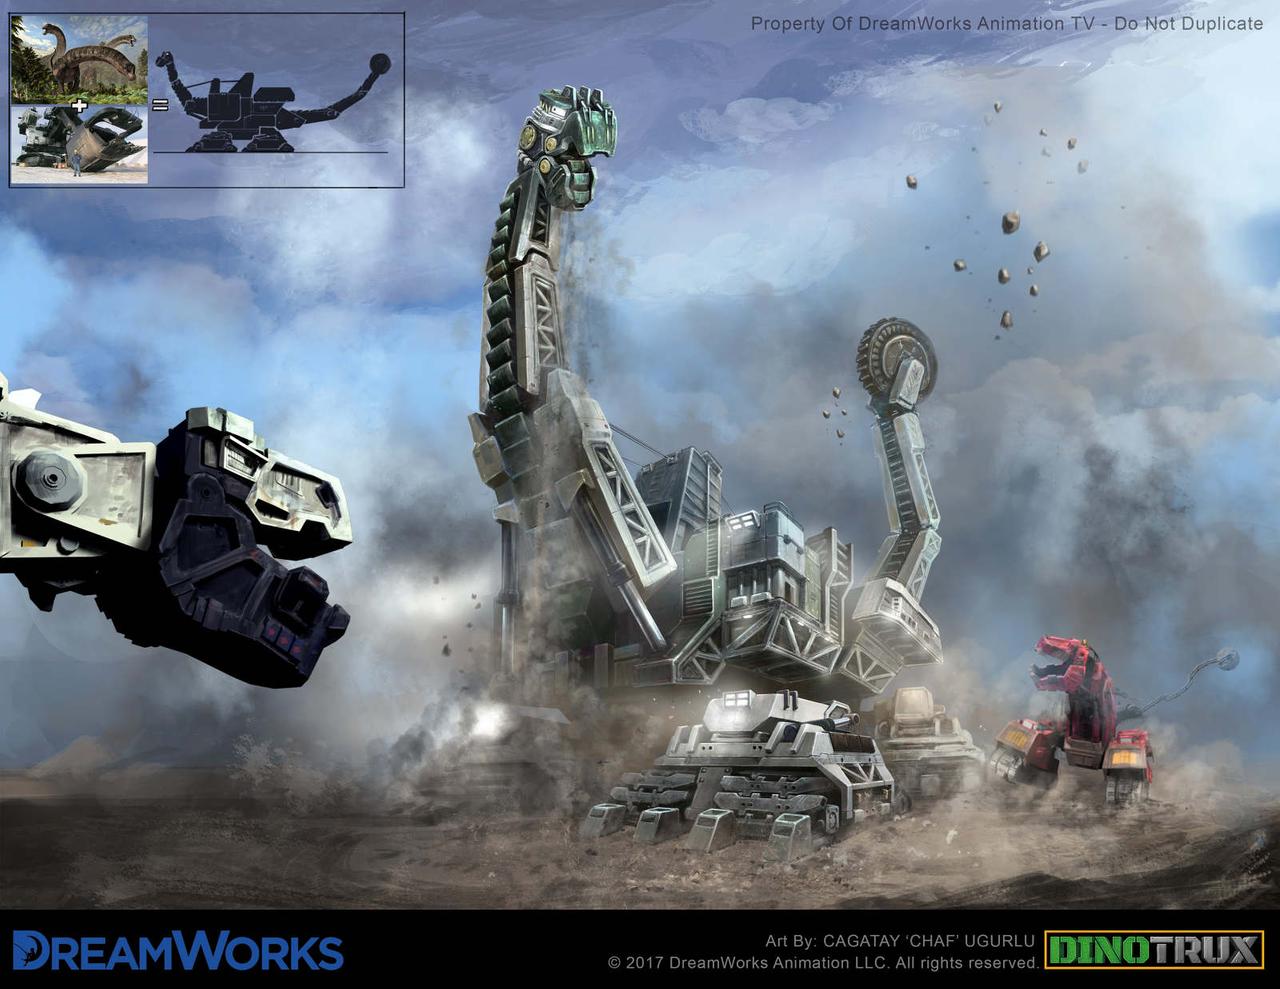 Property Of DreamWorks Animation TV - Do Not Duplicate
+ =
DREAMWORKS
Art By: CAGATAY 'CHAF' UGURLU
© 2017 DreamWorks Animation LLC. All rights reserved.
DINOTRUX